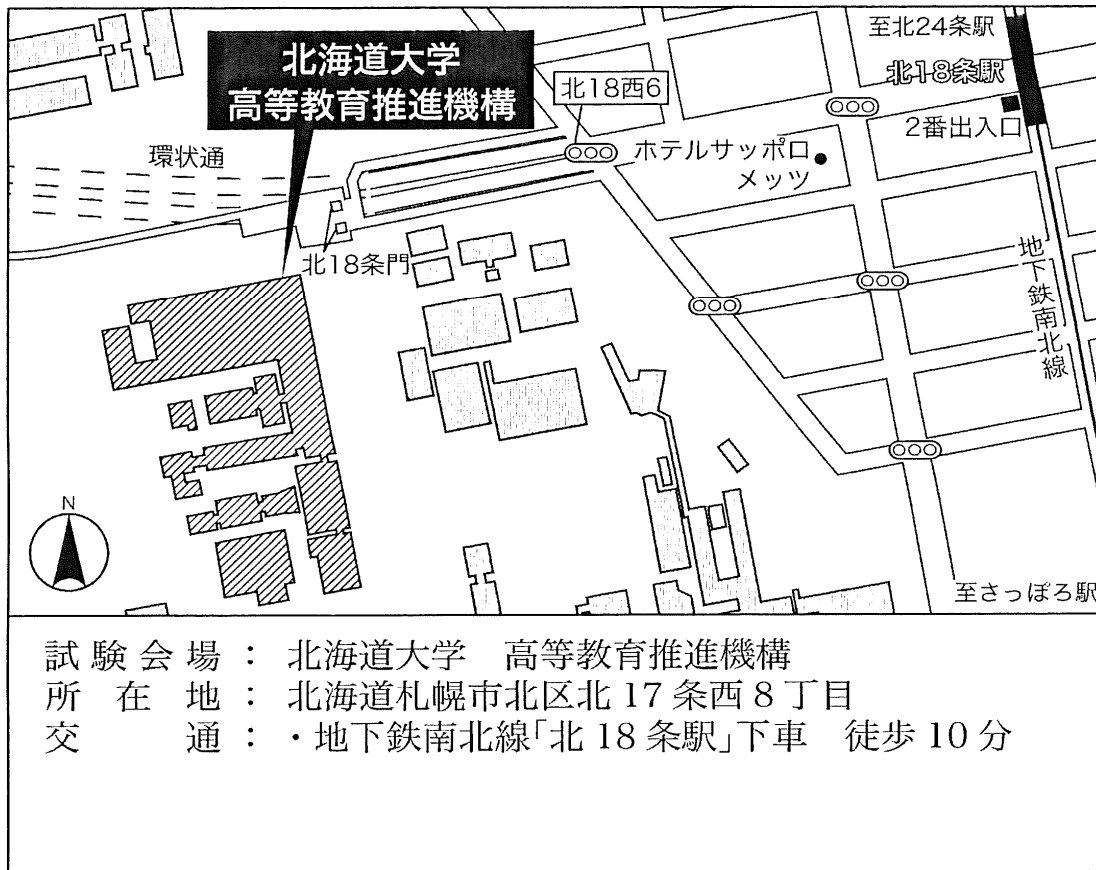 至北24条駅
北海道大学
高等教育推進機構
北18西6
北18条駅
2番出入口
環状通
ホテルサッポロ
メッツ
北18条門
地下鉄南北線
N
至さっぽろ駅
試験会場：北海道大学　高等教育推進機構
所在地：北海道札幌市北区北17条西8丁目
交通：・地下鉄南北線「北18条駅」下車　徒歩10分